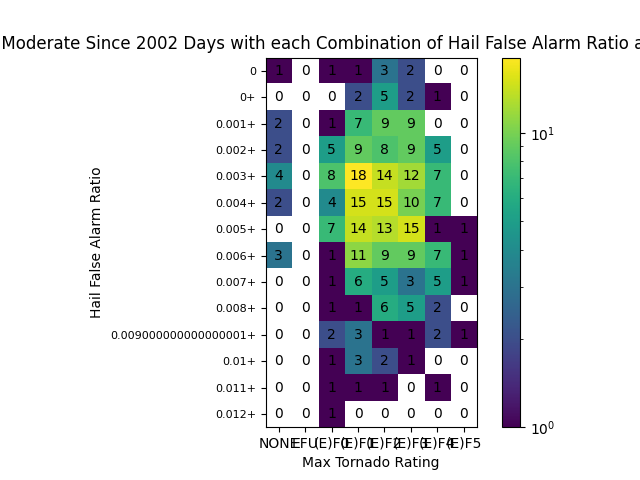 Moderate Since 2002 Days with each Combination of Hail False Alarm Ratio a
0 1 0 1 1 3 2 0 0
0+ 0 0 0 2 5 2 1 0
0.001+ 2 0 1 7 9 9 0 0
0.002+ 2 0 5 9 8 9 5 0
0.003+ 4 0 8 18 14 12 7 0
0.004+ 2 0 4 15 15 10 7 0
0.005+ 0 0 7 14 13 15 1 1
0.006+ 3 0 1 11 9 9 7 1
0.007+ 0 0 1 6 5 3 5 1
0.008+ 0 0 1 1 6 5 2 0
0.009000000000000001+ 0 0 2 3 1 1 2 1
0.01+ 0 0 1 3 2 1 0 0
0.011+ 0 0 1 1 1 0 1 0
0.012+ 0 0 1 0 0 0 0 0
NONE EFU (E)F0 (E)F1 (E)F2 (E)F3 (E)F4 (E)F5
Max Tornado Rating
Hail False Alarm Ratio
10¹
10⁰